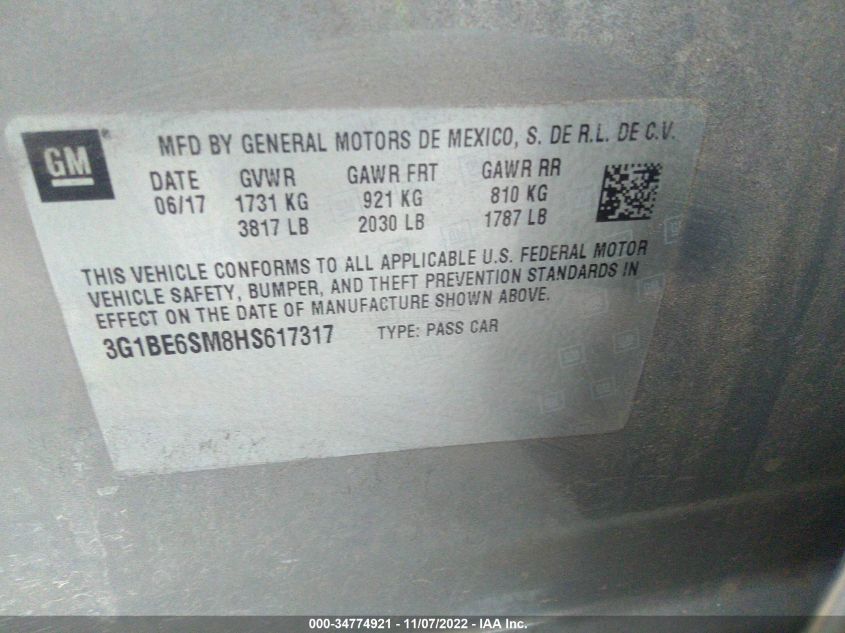 GM®
MFD BY GENERAL MOTORS DE MEXICO, S. DE R.L. DE C.V.
DATE GVWR GAWR FRT GAWR RR
06/17 1731 KG 921 KG 810 KG
3817 LB 2030 LB 1787 LB
THIS VEHICLE CONFORMS TO ALL APPLICABLE U.S. FEDERAL MOTOR
VEHICLE SAFETY, BUMPER, AND THEFT PREVENTION STANDARDS IN
EFFECT ON THE DATE OF MANUFACTURE SHOWN ABOVE.
3G1BE6SM8HS617317 TYPE: PASS CAR
000-34774921 - 11/07/2022 - IAA Inc.